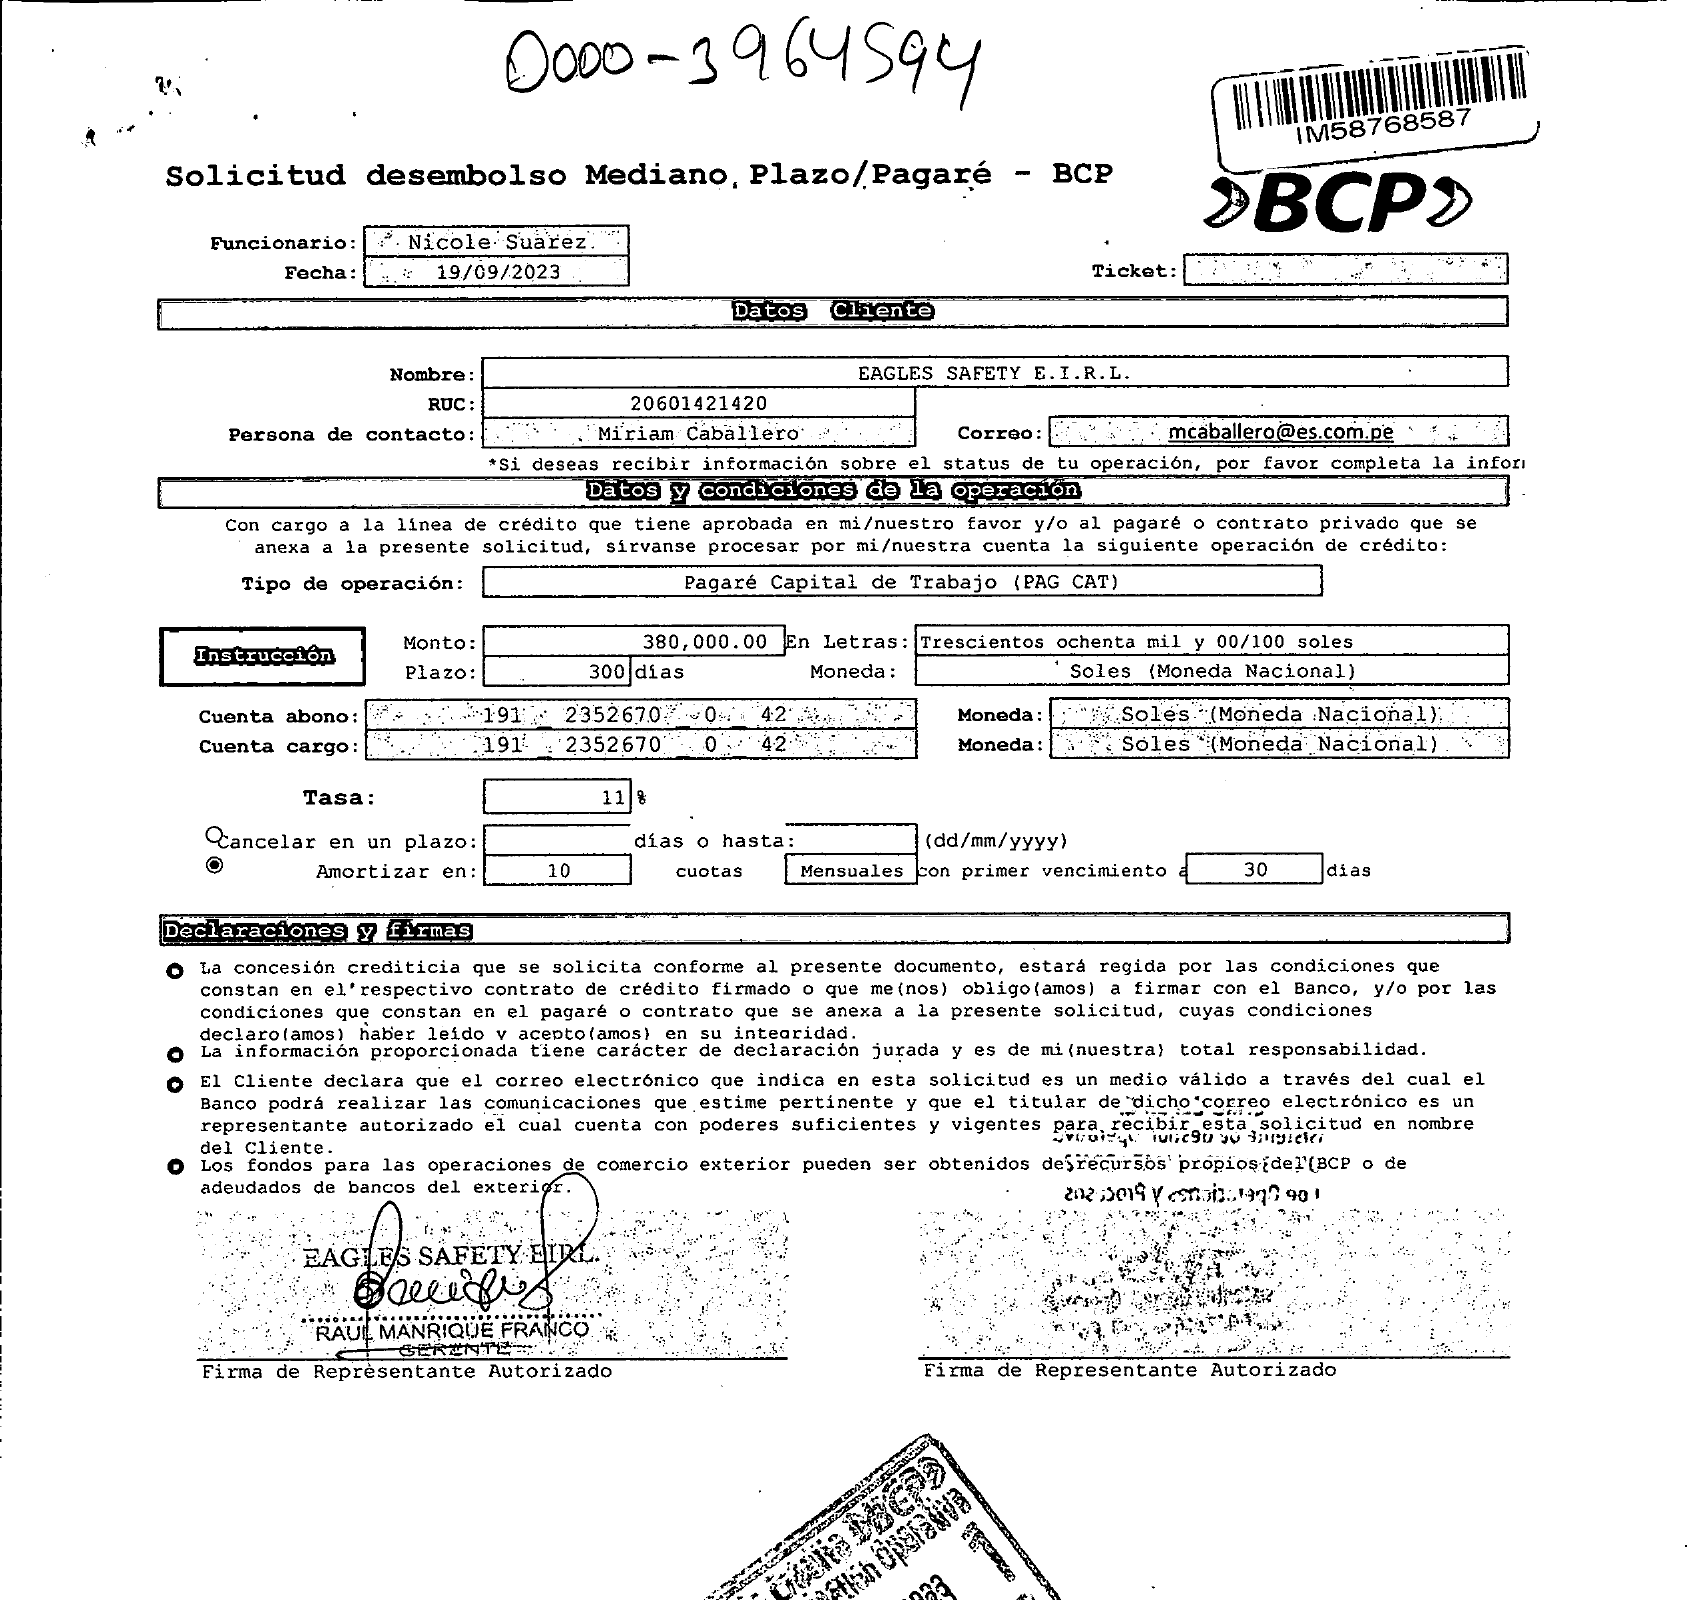 0000-3964594
IM58768587
Solicitud desembolso Mediano Plazo/Pagaré - BCP
BCP
Funcionario: Nicole Suarez
Fecha: 19/09/2023
Ticket:
Datos Cliente
Nombre: EAGLES SAFETY E.I.R.L.
RUC: 20601421420
Persona de contacto: Miriam Caballero Correo: mcaballero@es.com.pe
*Si deseas recibir información sobre el status de tu operación, por favor completa la infor
Datos y condiciones de la operación
Con cargo a la línea de crédito que tiene aprobada en mi/nuestro favor y/o al pagaré o contrato privado que se
anexa a la presente solicitud, sírvanse procesar por mi/nuestra cuenta la siguiente operación de crédito:
Tipo de operación: Pagaré Capital de Trabajo (PAG CAT)
Instrucción
Monto: 380,000.00 En Letras: Trescientos ochenta mil y 00/100 soles
Plazo: 300 días Moneda: Soles (Moneda Nacional)
Cuenta abono: 191 2352670 0 42 Moneda: Soles (Moneda Nacional)
Cuenta cargo: 191 2352670 0 42 Moneda: Soles (Moneda Nacional)
Tasa: 11 %
Cancelar en un plazo: días o hasta: (dd/mm/yyyy)
Amortizar en: 10 cuotas Mensuales con primer vencimiento a 30 días
Declaraciones y firmas
La concesión crediticia que se solicita conforme al presente documento, estará regida por las condiciones que
constan en el respectivo contrato de crédito firmado o que me(nos) obligo(amos) a firmar con el Banco, y/o por las
condiciones que constan en el pagaré o contrato que se anexa a la presente solicitud, cuyas condiciones
declaro(amos) haber leído y acepto(amos) en su integridad.
La información proporcionada tiene carácter de declaración jurada y es de mi(nuestra) total responsabilidad.
El Cliente declara que el correo electrónico que indica en esta solicitud es un medio válido a través del cual el
Banco podrá realizar las comunicaciones que estime pertinente y que el titular de dicho correo electrónico es un
representante autorizado el cual cuenta con poderes suficientes y vigentes para recibir esta solicitud en nombre
del Cliente.
Los fondos para las operaciones de comercio exterior pueden ser obtenidos de recursos propios del BCP o de
adeudados de bancos del exterior.
EAGLES SAFETY EIRL.
RAUL MANRIQUE FRANCO
GERENTE
Firma de Representante Autorizado
Firma de Representante Autorizado